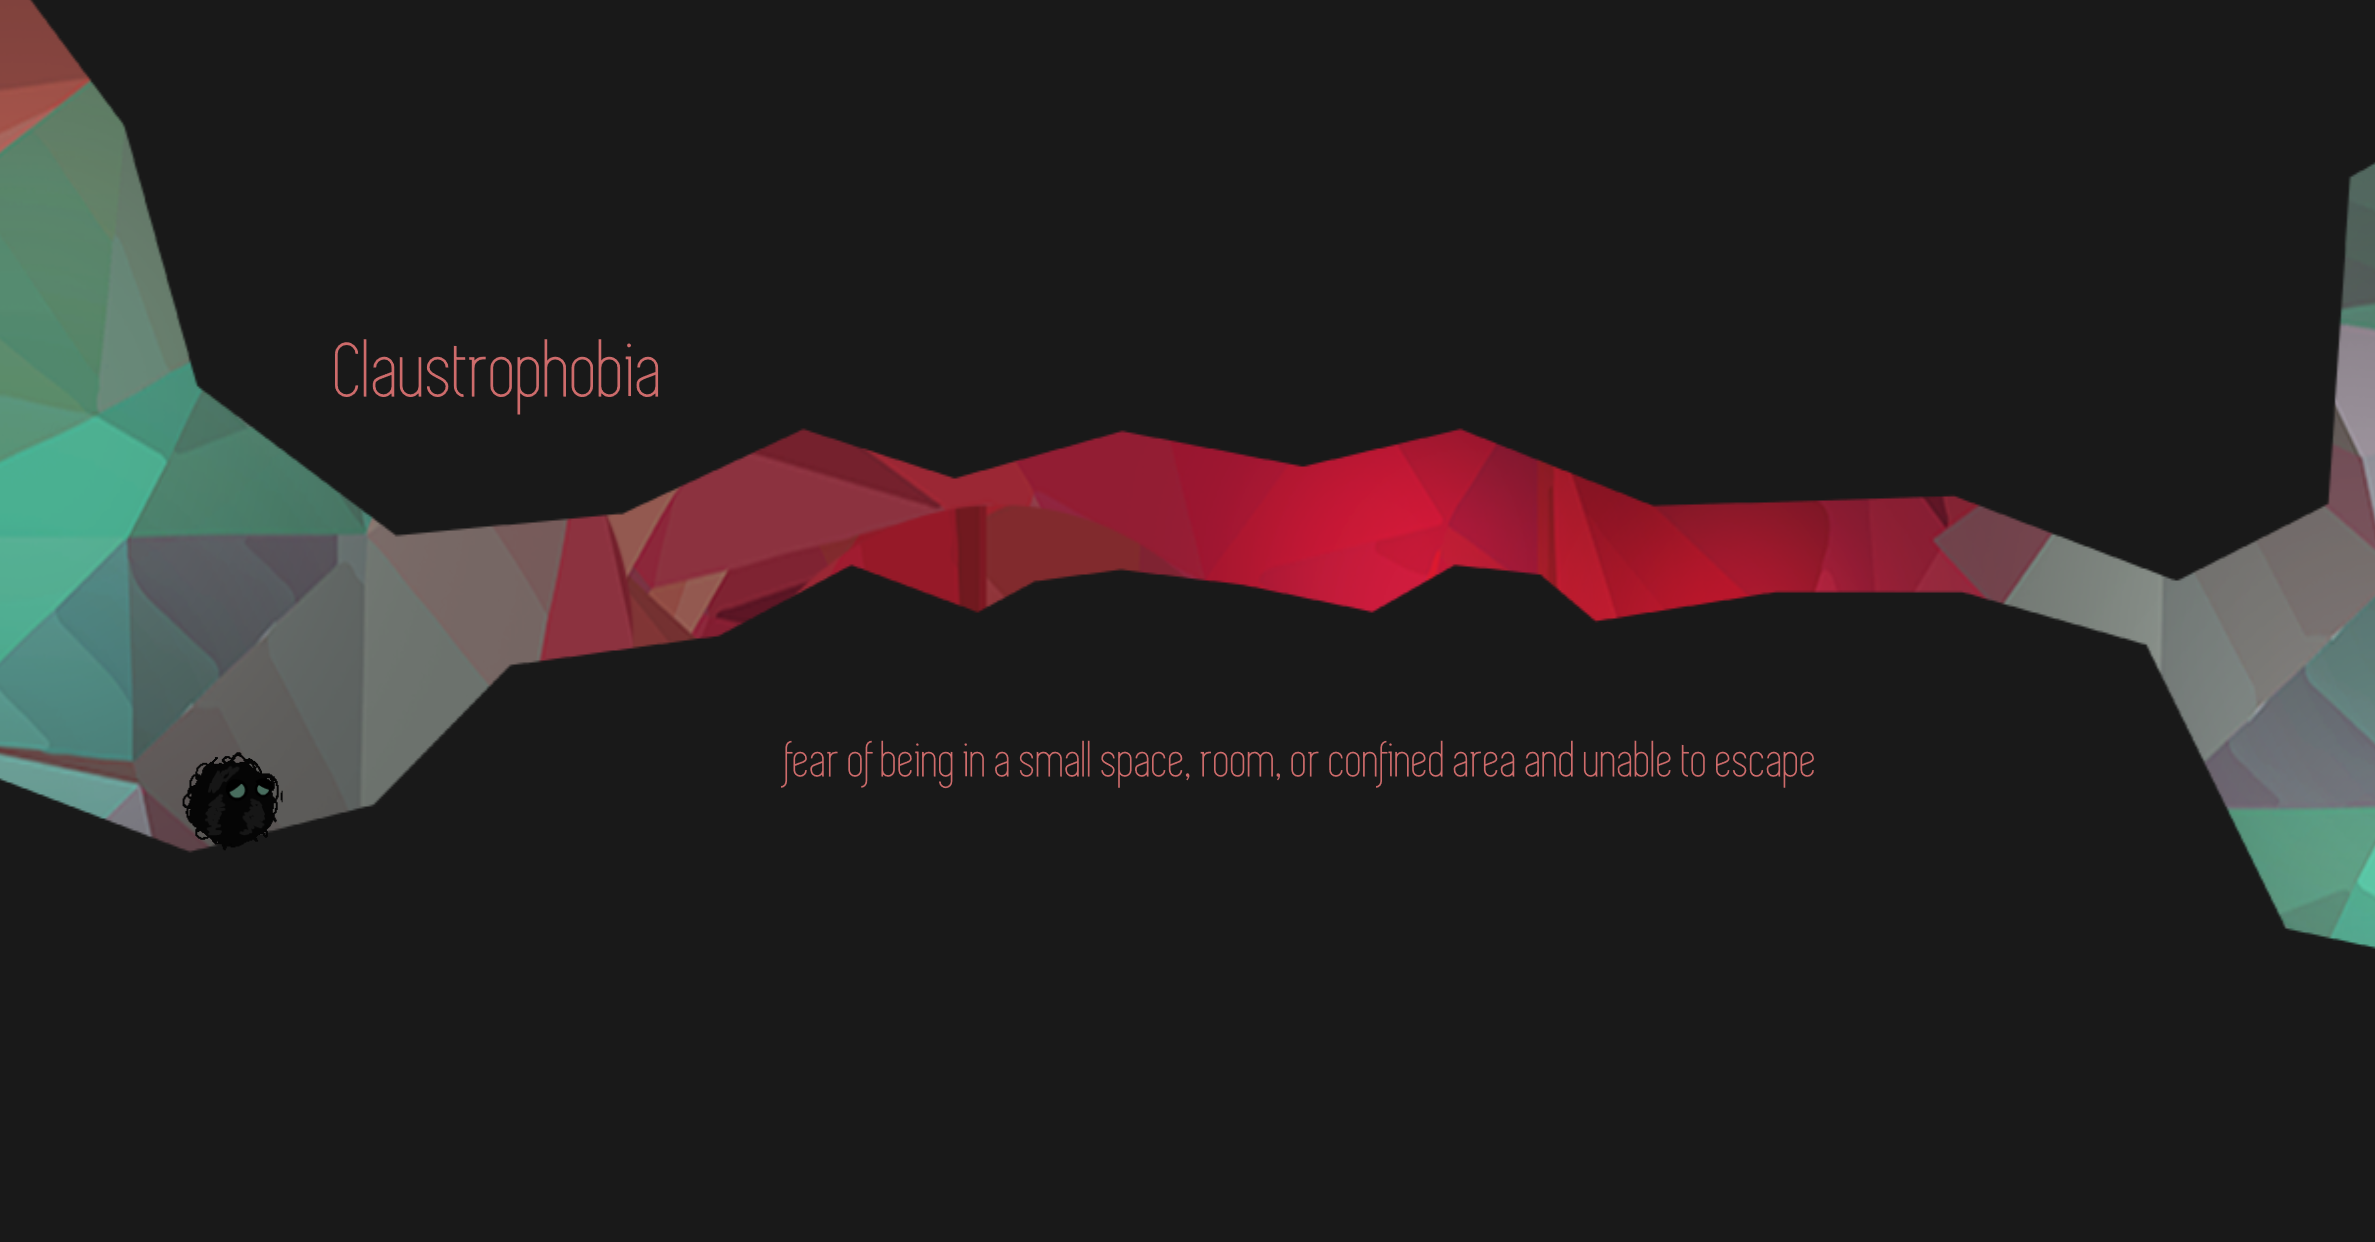 Claustrophobia
fear of being in a small space, room, or confined area and unable to escape